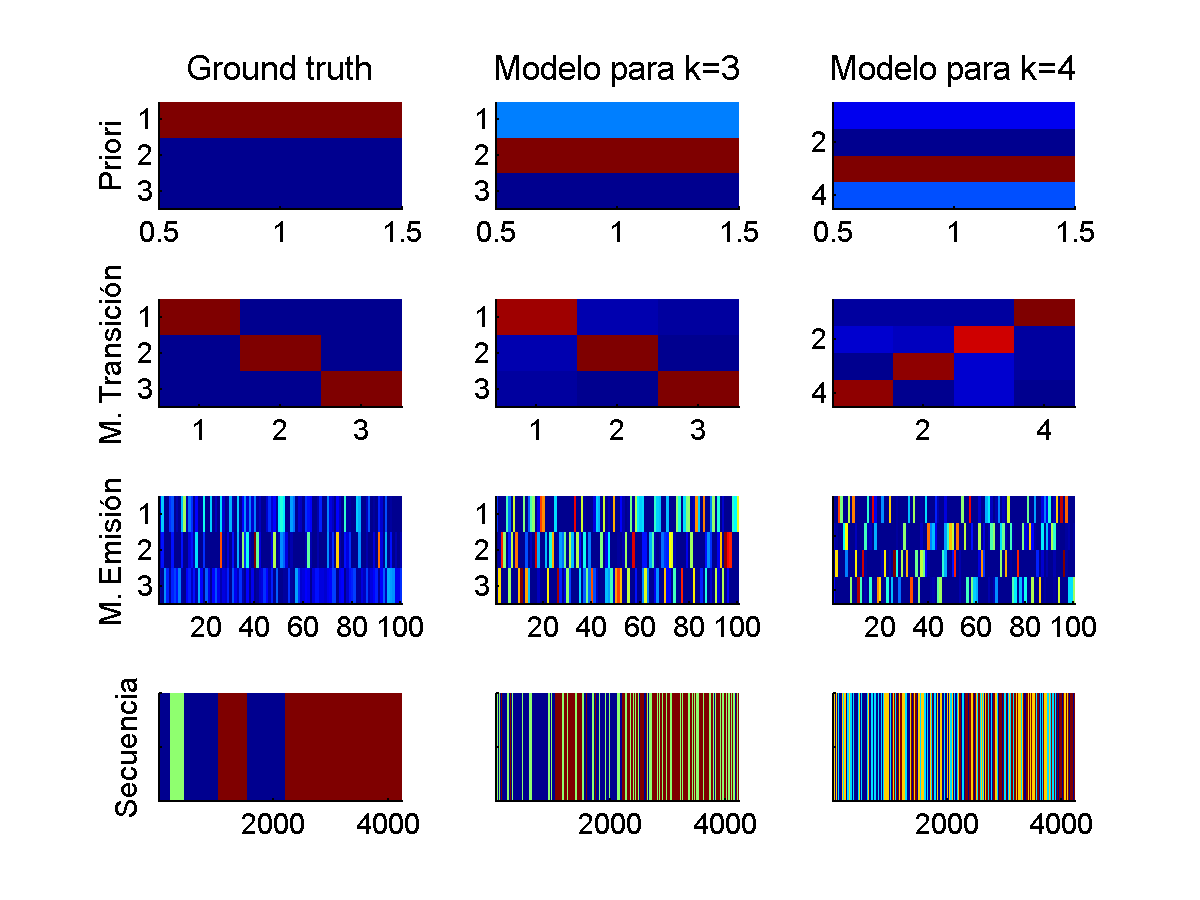 Ground truth Modelo para k=3 Modelo para k=4
Priori
1 1
2 2 2
3 3 4
0.5 1 1.5 0.5 1 1.5 0.5 1 1.5
M. Transición
1 1
2 2 2
3 3 4
1 2 3 1 2 3 2 4
M. Emisión
1 1
2 2
3 3
20 40 60 80 100 20 40 60 80 100 20 40 60 80 100
Secuencia
2000 4000 2000 4000 2000 4000